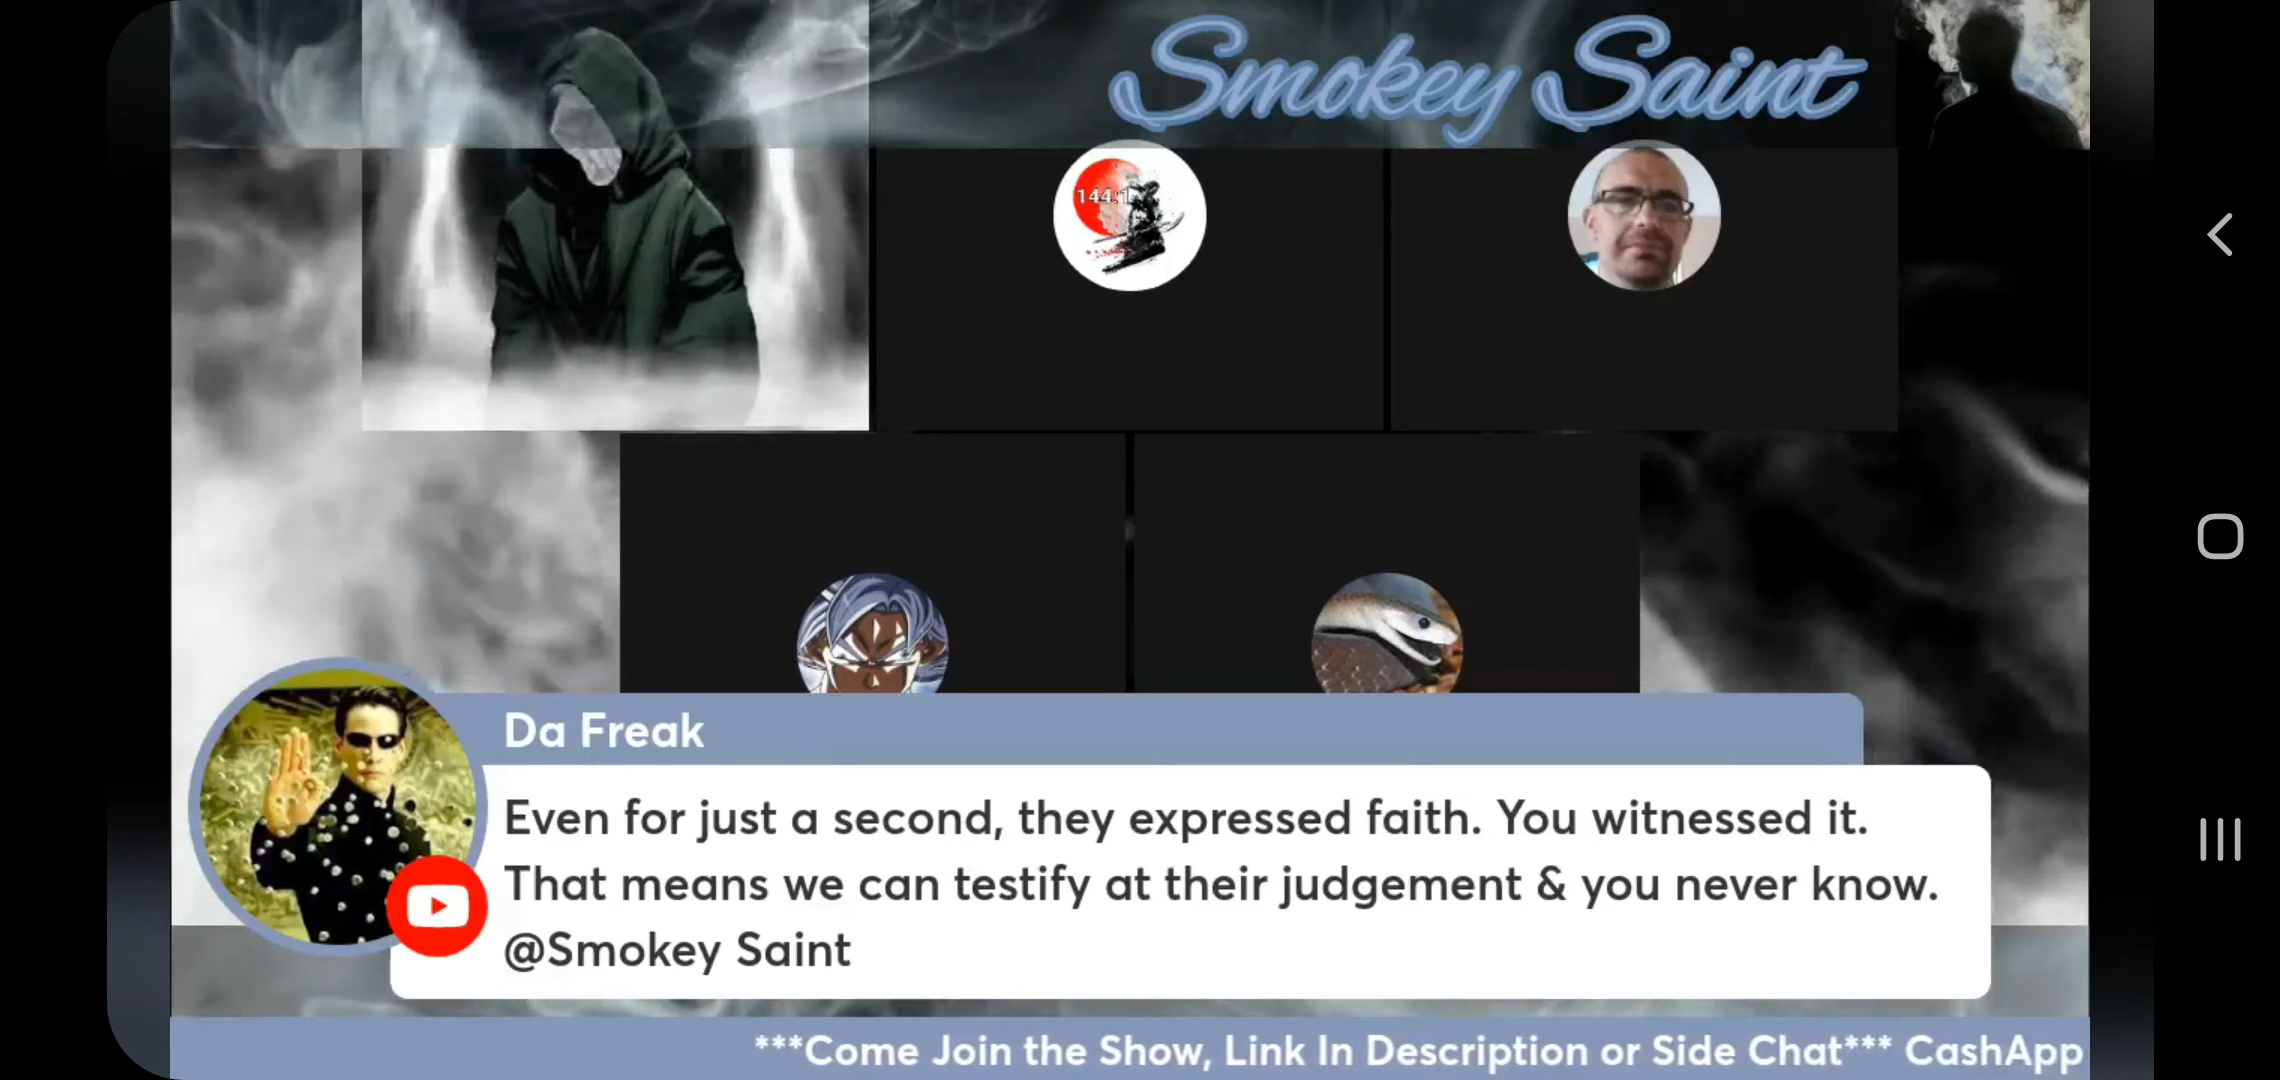 Smokey Saint
144:1
Da Freak
Even for just a second, they expressed faith. You witnessed it.
That means we can testify at their judgement & you never know.
@Smokey Saint
***Come Join the Show, Link In Description or Side Chat*** CashApp